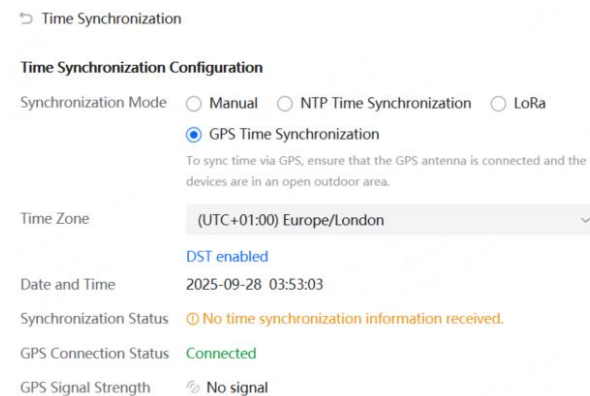 Time Synchronization
Time Synchronization Configuration
Synchronization Mode Manual NTP Time Synchronization LoRa
GPS Time Synchronization
To sync time via GPS, ensure that the GPS antenna is connected and the
devices are in an open outdoor area.
Time Zone (UTC+01:00) Europe/London
DST enabled
Date and Time 2025-09-28 03:53:03
Synchronization Status No time synchronization information received.
GPS Connection Status Connected
GPS Signal Strength No signal